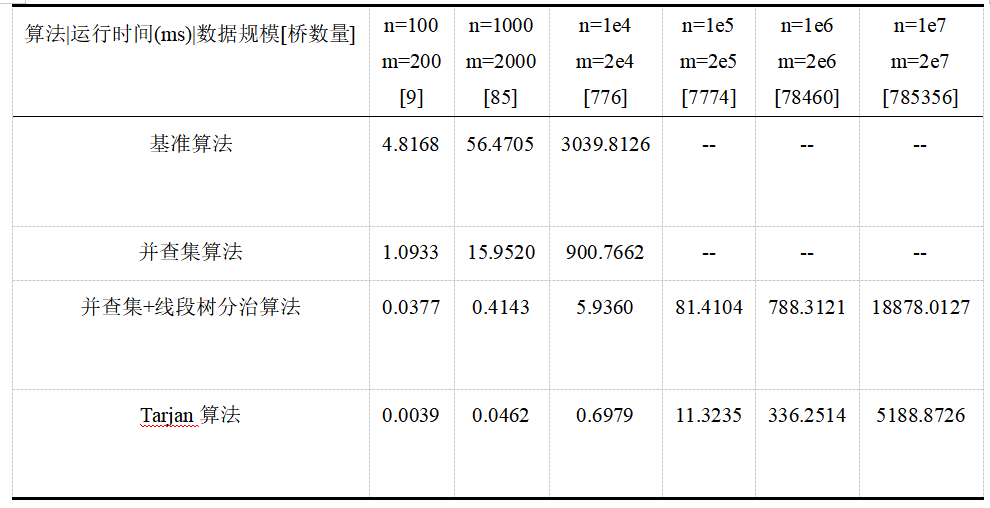 算法|运行时间(ms)|数据规模[桥数量] n=100 n=1000 n=1e4 n=1e5 n=1e6 n=1e7
m=200 m=2000 m=2e4 m=2e5 m=2e6 m=2e7
[9] [85] [776] [7774] [78460] [785356]
基准算法 4.8168 56.4705 3039.8126 -- -- --
并查集算法 1.0933 15.9520 900.7662 -- -- --
并查集+线段树分治算法 0.0377 0.4143 5.9360 81.4104 788.3121 18878.0127
Tarjan 算法 0.0039 0.0462 0.6979 11.3235 336.2514 5188.8726